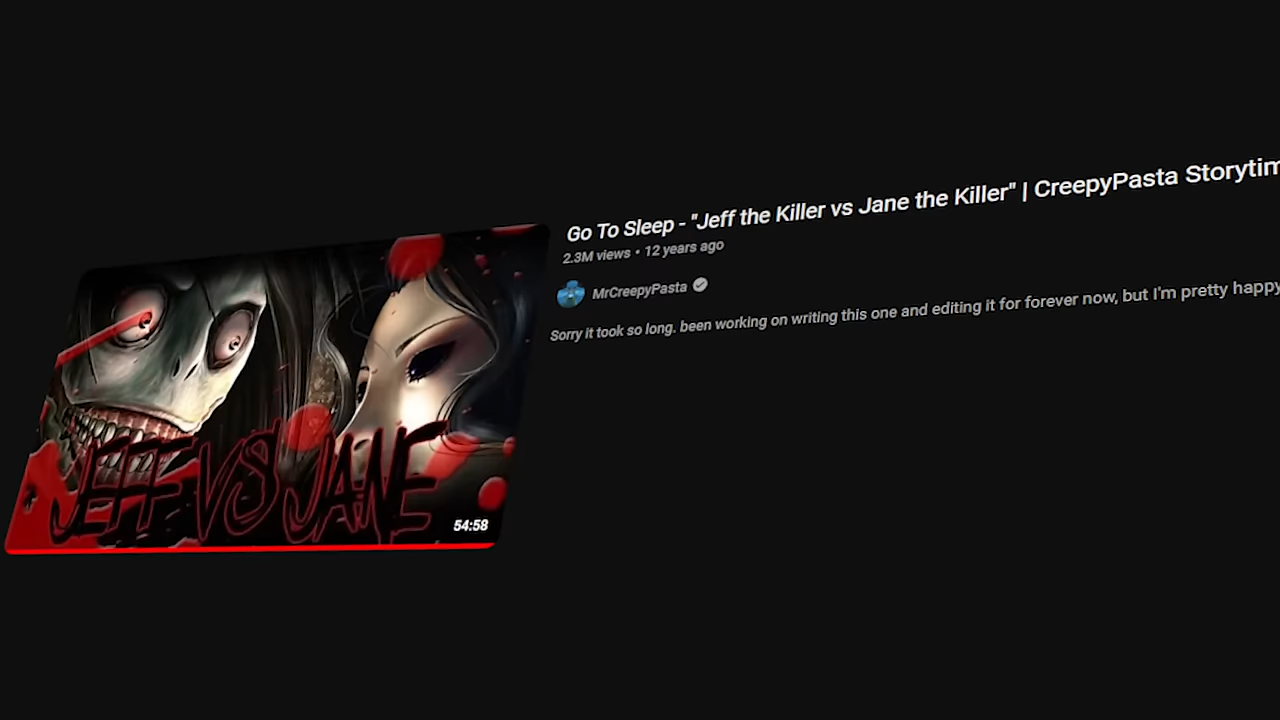 Go To Sleep - "Jeff the Killer vs Jane the Killer" | CreepyPasta Storytim
2.3M views • 12 years ago
MrCreepyPasta
Sorry it took so long. been working on writing this one and editing it for forever now, but I'm pretty happy
JEFF VS JANE
54:58